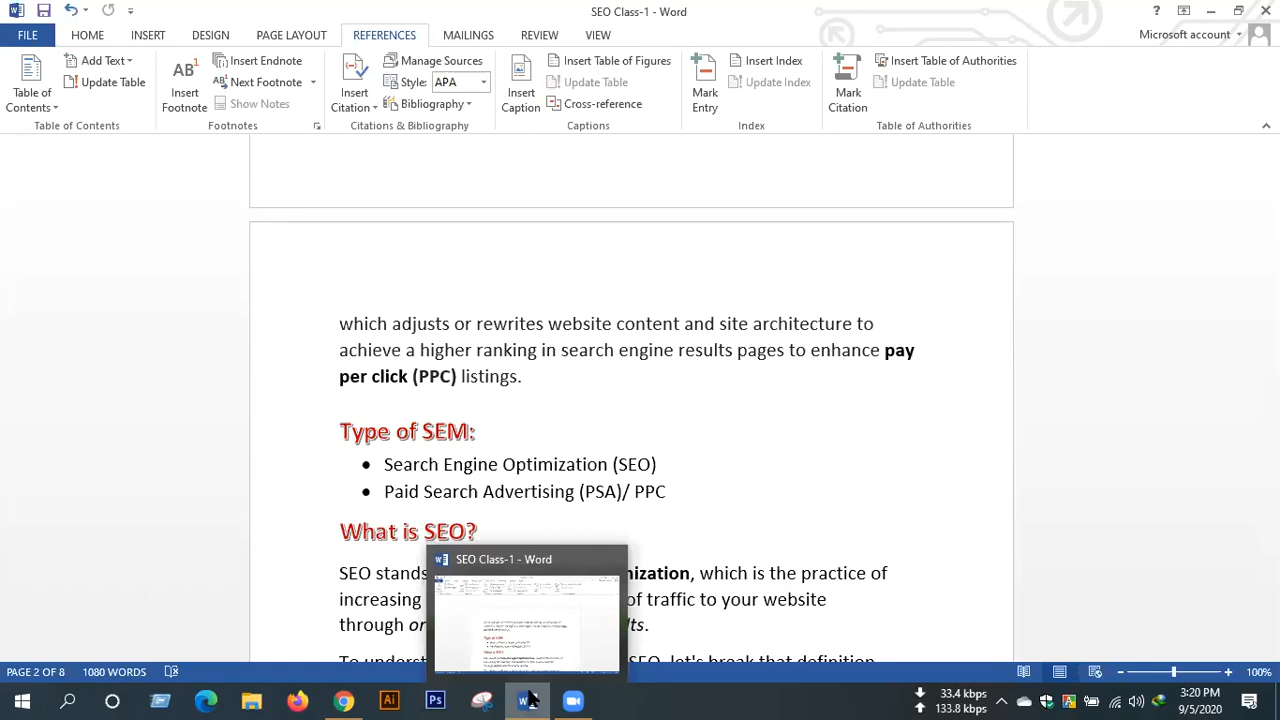 SEO Class-1 - Word
?
FILE HOME INSERT DESIGN PAGE LAYOUT REFERENCES MAILINGS REVIEW VIEW Microsoft account
Table of Contents
Add Text
Update Table
Table of Contents
AB1 Insert Footnote
Insert Endnote
AB1 Next Footnote
Show Notes
Footnotes
Insert Citation
Manage Sources
Style: APA
Bibliography
Citations & Bibliography
Insert Caption
Insert Table of Figures
Update Table
Cross-reference
Captions
Mark Entry
Insert Index
Update Index
Index
Mark Citation
Insert Table of Authorities
Update Table
Table of Authorities
which adjusts or rewrites website content and site architecture to
achieve a higher ranking in search engine results pages to enhance pay
per click (PPC) listings.
Type of SEM:
• Search Engine Optimization (SEO)
• Paid Search Advertising (PSA)/ PPC
What is SEO?
SEO Class-1 - Word
SEO stands ization, which is the practice of
increasing of traffic to your website
through
PAGE 2 OF
100%
Ai Ps
33.4 kbps
133.8 kbps
3:20 PM
9/5/2020